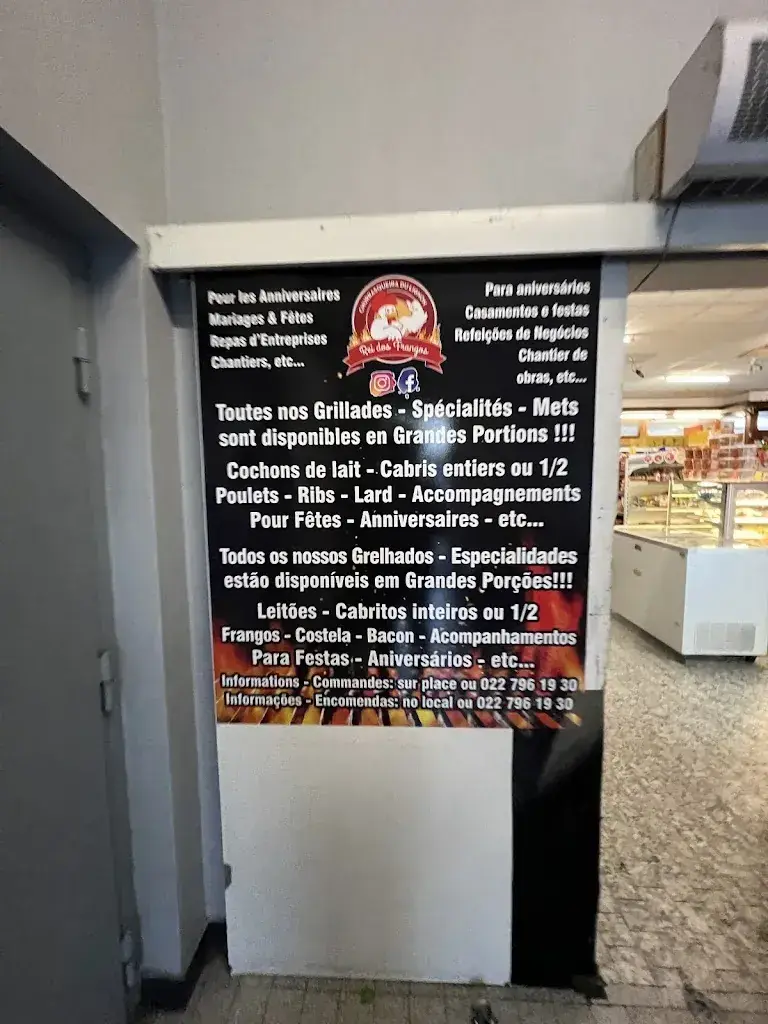 Pour les Anniversaires
Mariages & Fêtes
Repas d'Entreprises
Chantiers, etc...
CHURRASQUEIRA DU LIGNON
Rei dos Frangos
Para aniversários
Casamentos e festas
Refeições de Negócios
Chantier de
obras, etc...
Toutes nos Grillades - Spécialités - Mets
sont disponibles en Grandes Portions !!!
Cochons de lait - Cabris entiers ou 1/2
Poulets - Ribs - Lard - Accompagnements
Pour Fêtes - Anniversaires - etc...
Todos os nossos Grelhados - Especialidades
estão disponíveis em Grandes Porções!!!
Leitões - Cabritos inteiros ou 1/2
Frangos - Costela - Bacon - Acompanhamentos
Para Festas - Aniversários - etc...
Informations - Commandes: sur place ou 022 796 19 30
Informações - Encomendas: no local ou 022 796 19 30